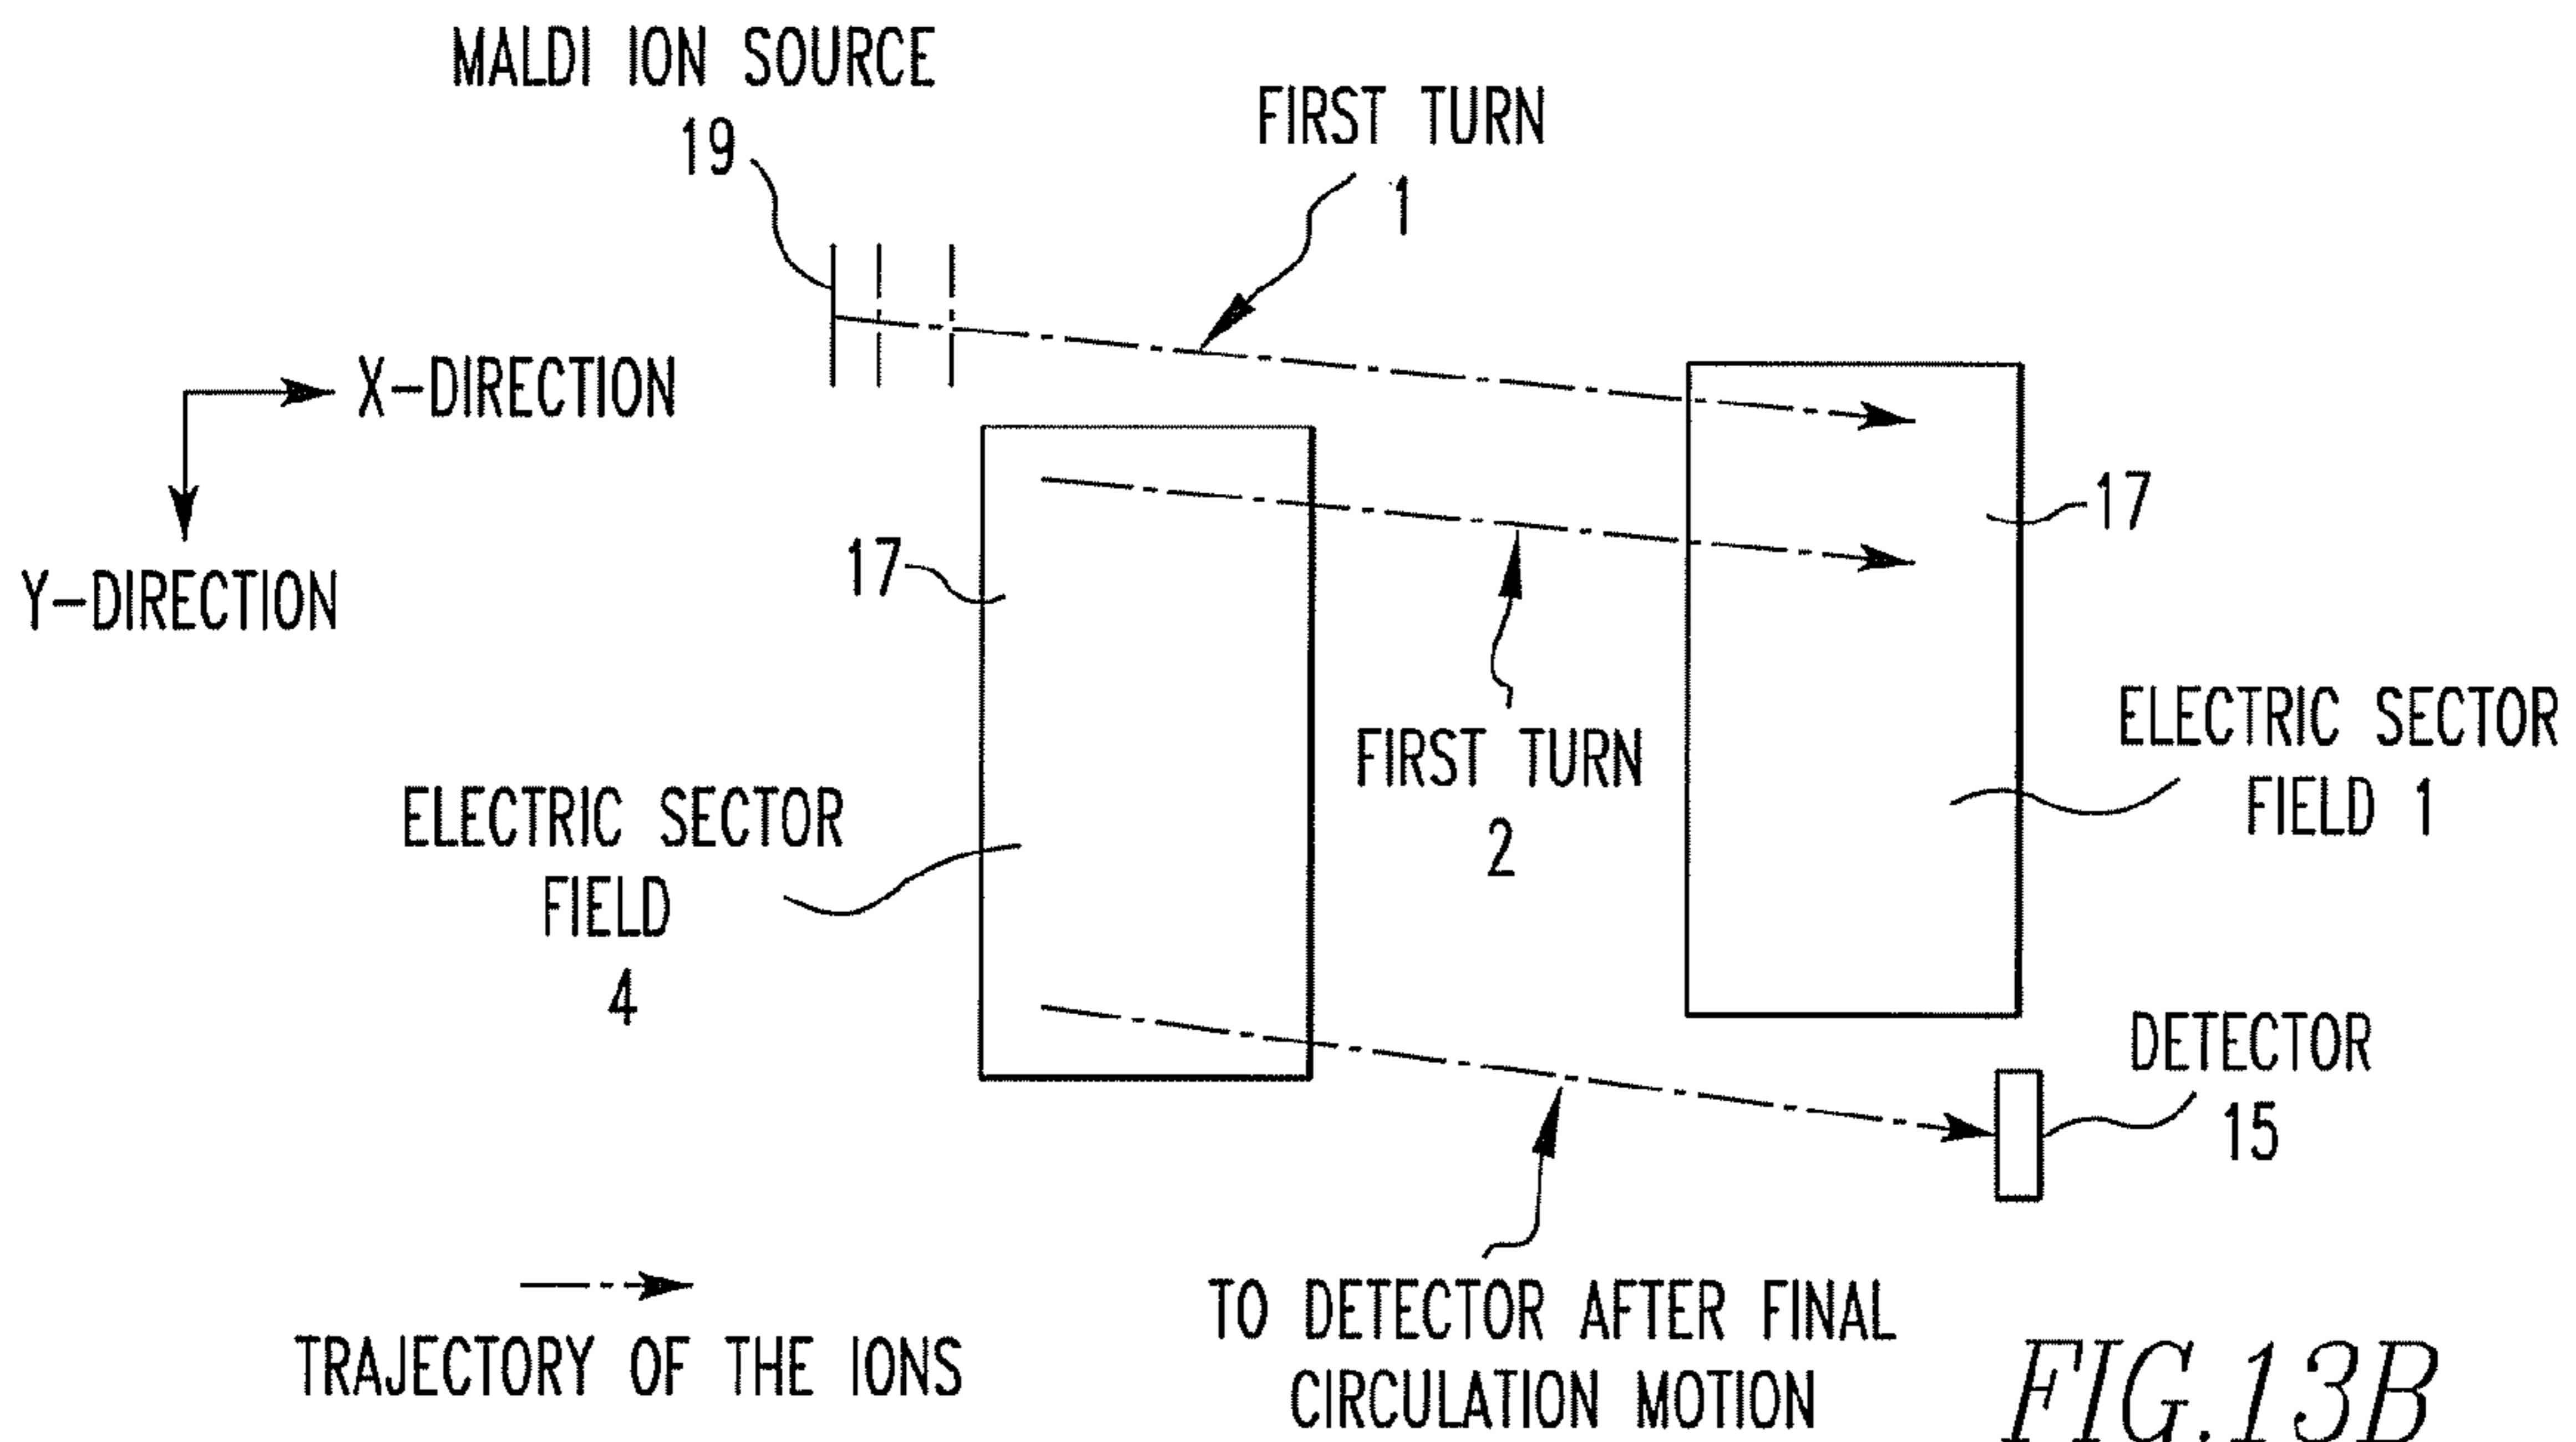 MALDI ION SOURCE
19
FIRST TURN
1
X-DIRECTION
Y-DIRECTION
17
17
FIRST TURN
2
ELECTRIC SECTOR
FIELD 1
ELECTRIC SECTOR
FIELD
4
DETECTOR
15
TO DETECTOR AFTER FINAL
CIRCULATION MOTION
TRAJECTORY OF THE IONS
FIG.13B